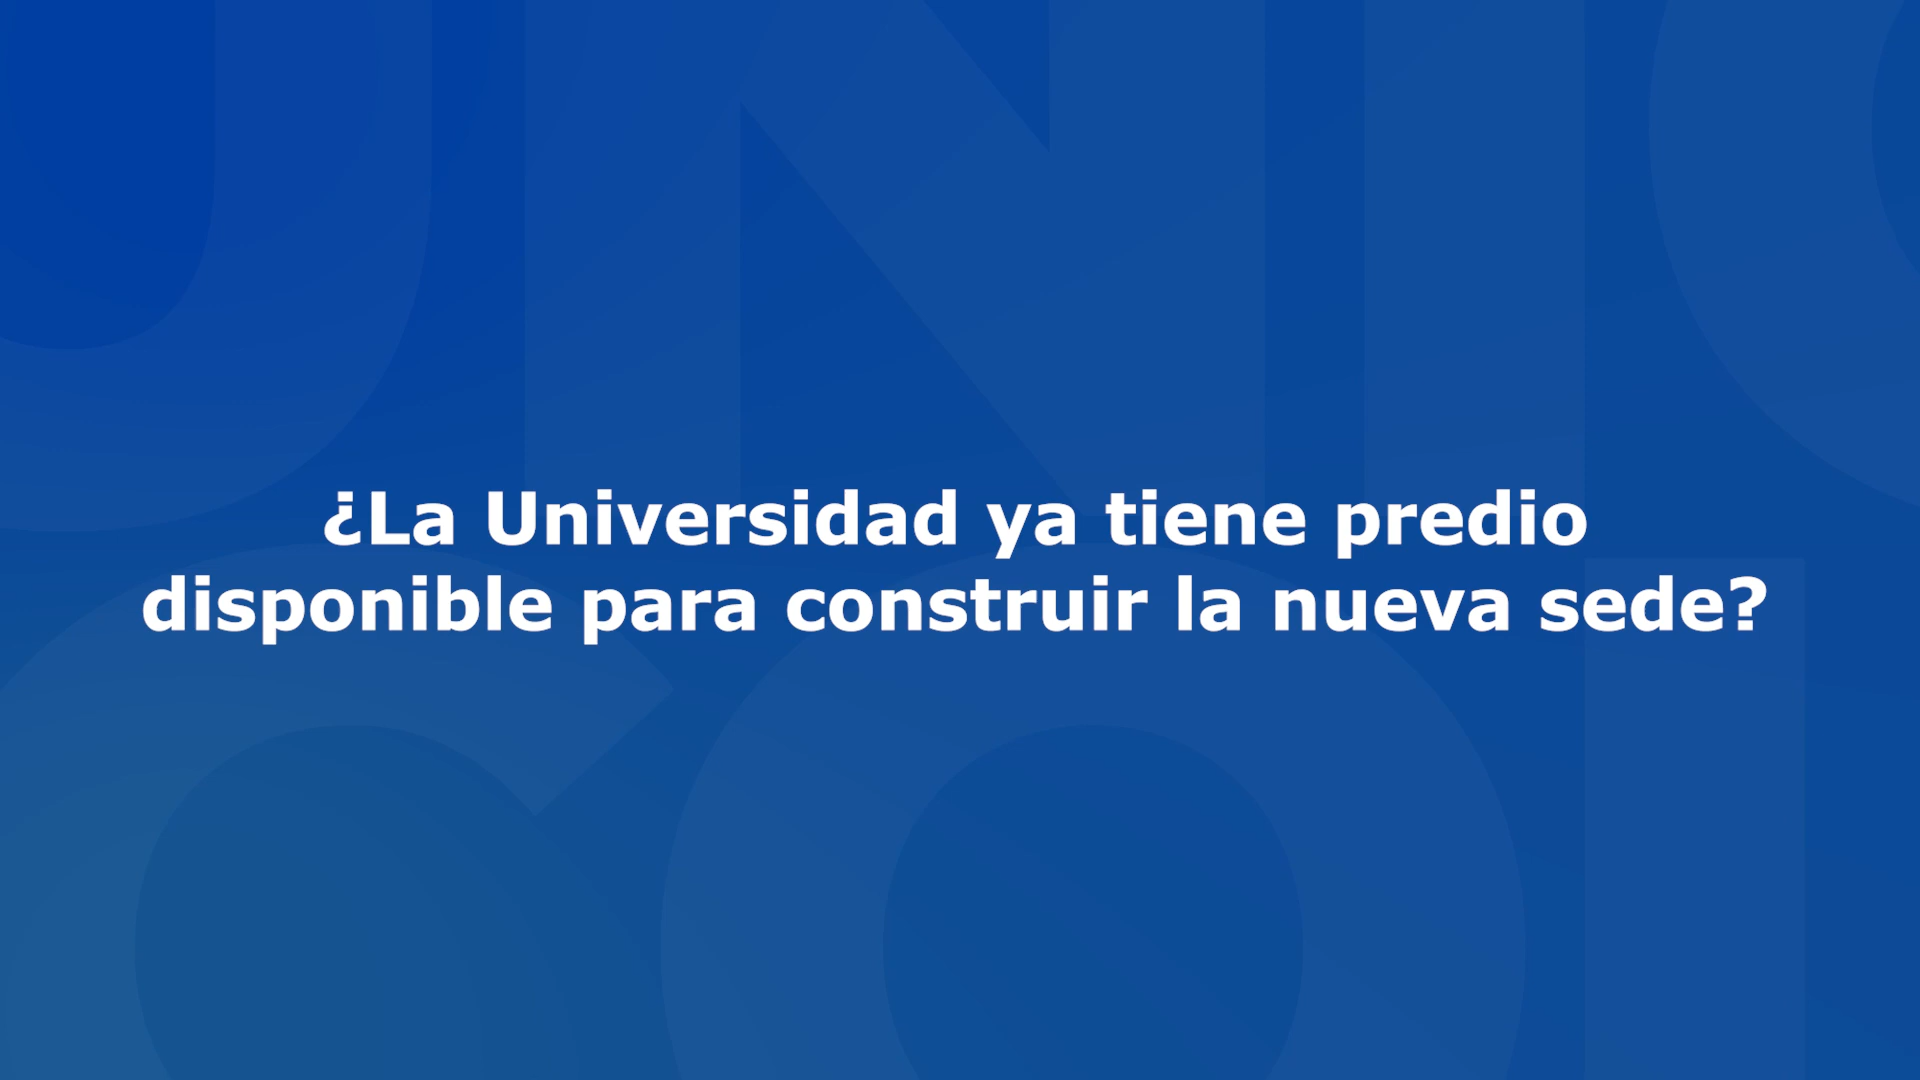 ¿La Universidad ya tiene predio
disponible para construir la nueva sede?